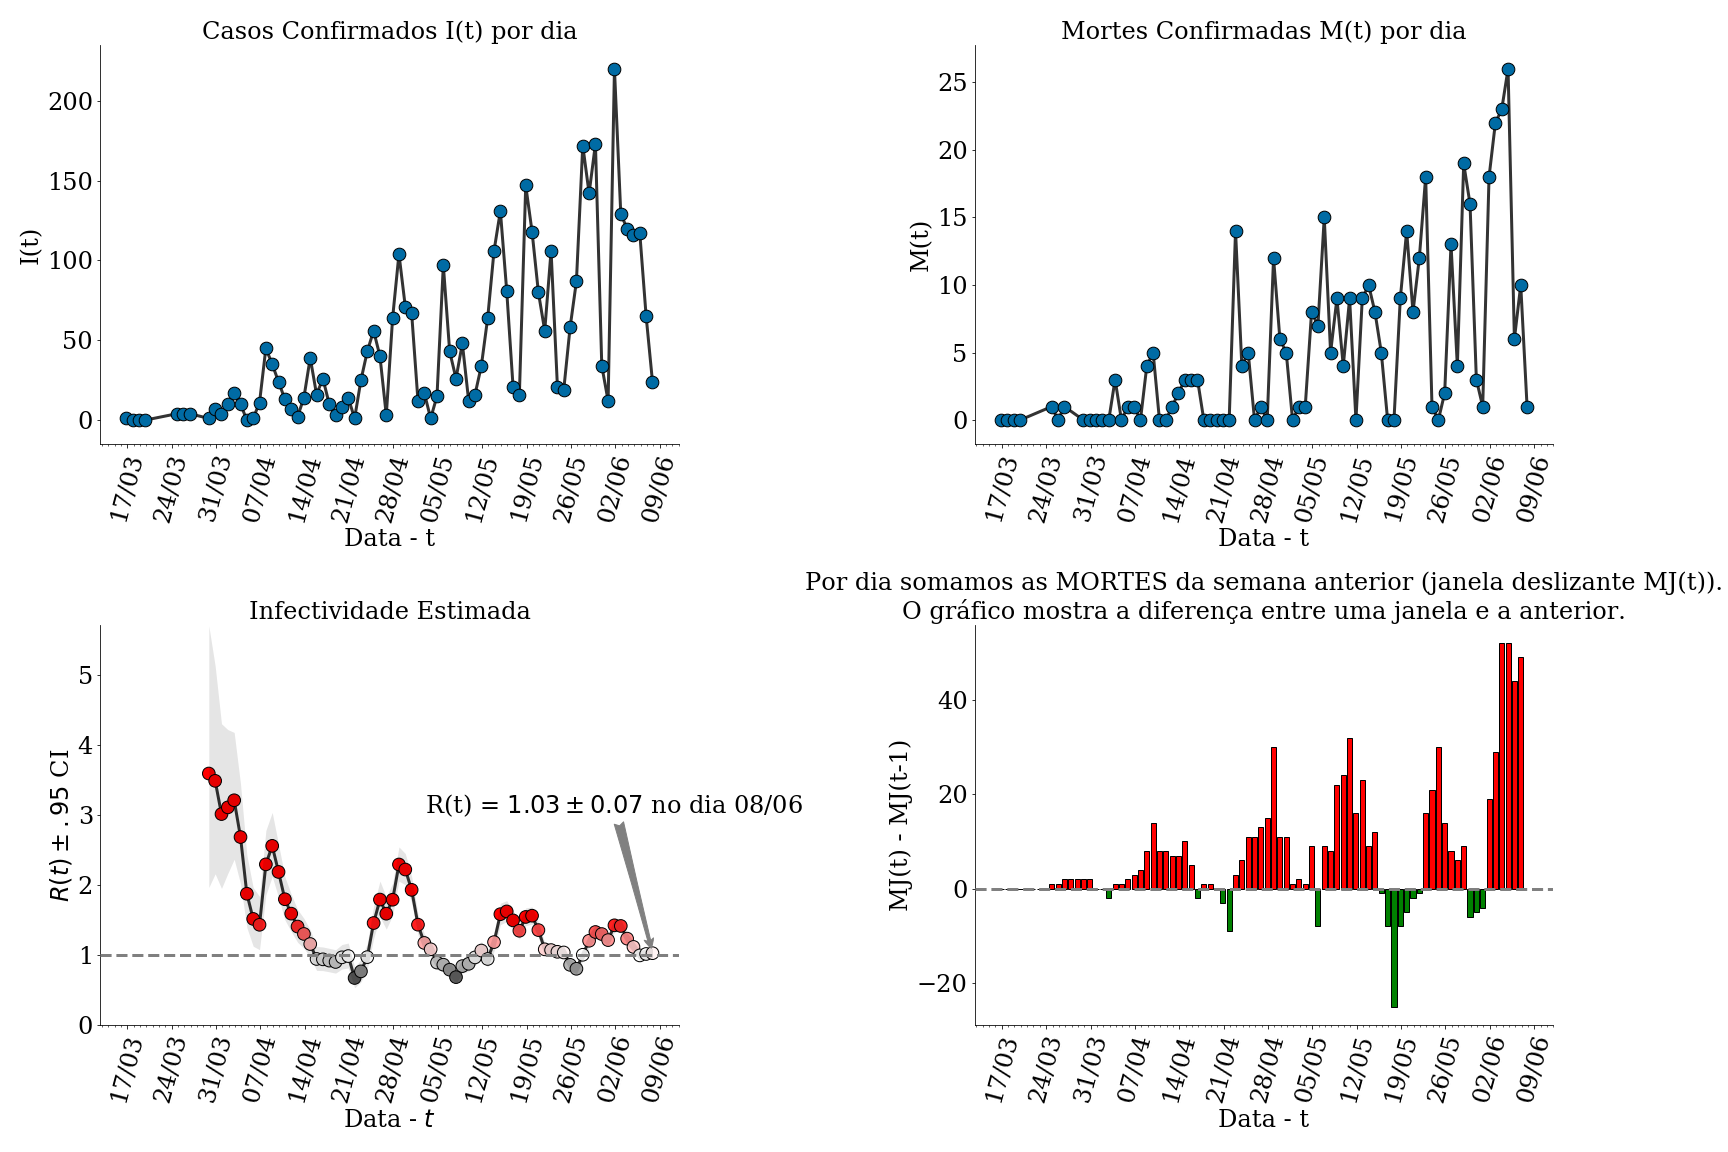 Casos Confirmados I(t) por dia
I(t)
200
150
100
50
0
17/03 24/03 31/03 07/04 14/04 21/04 28/04 05/05 12/05 19/05 26/05 02/06 09/06
Data - t
Mortes Confirmadas M(t) por dia
M(t)
25
20
15
10
5
0
17/03 24/03 31/03 07/04 14/04 21/04 28/04 05/05 12/05 19/05 26/05 02/06 09/06
Data - t
Infectividade Estimada
R(t) ± .95 CI
5
4
3
2
1
0
R(t) = 1.03 ± 0.07 no dia 08/06
17/03 24/03 31/03 07/04 14/04 21/04 28/04 05/05 12/05 19/05 26/05 02/06 09/06
Data - t
Por dia somamos as MORTES da semana anterior (janela deslizante MJ(t)).
O gráfico mostra a diferença entre uma janela e a anterior.
MJ(t) - MJ(t-1)
40
20
0
−20
17/03 24/03 31/03 07/04 14/04 21/04 28/04 05/05 12/05 19/05 26/05 02/06 09/06
Data - t